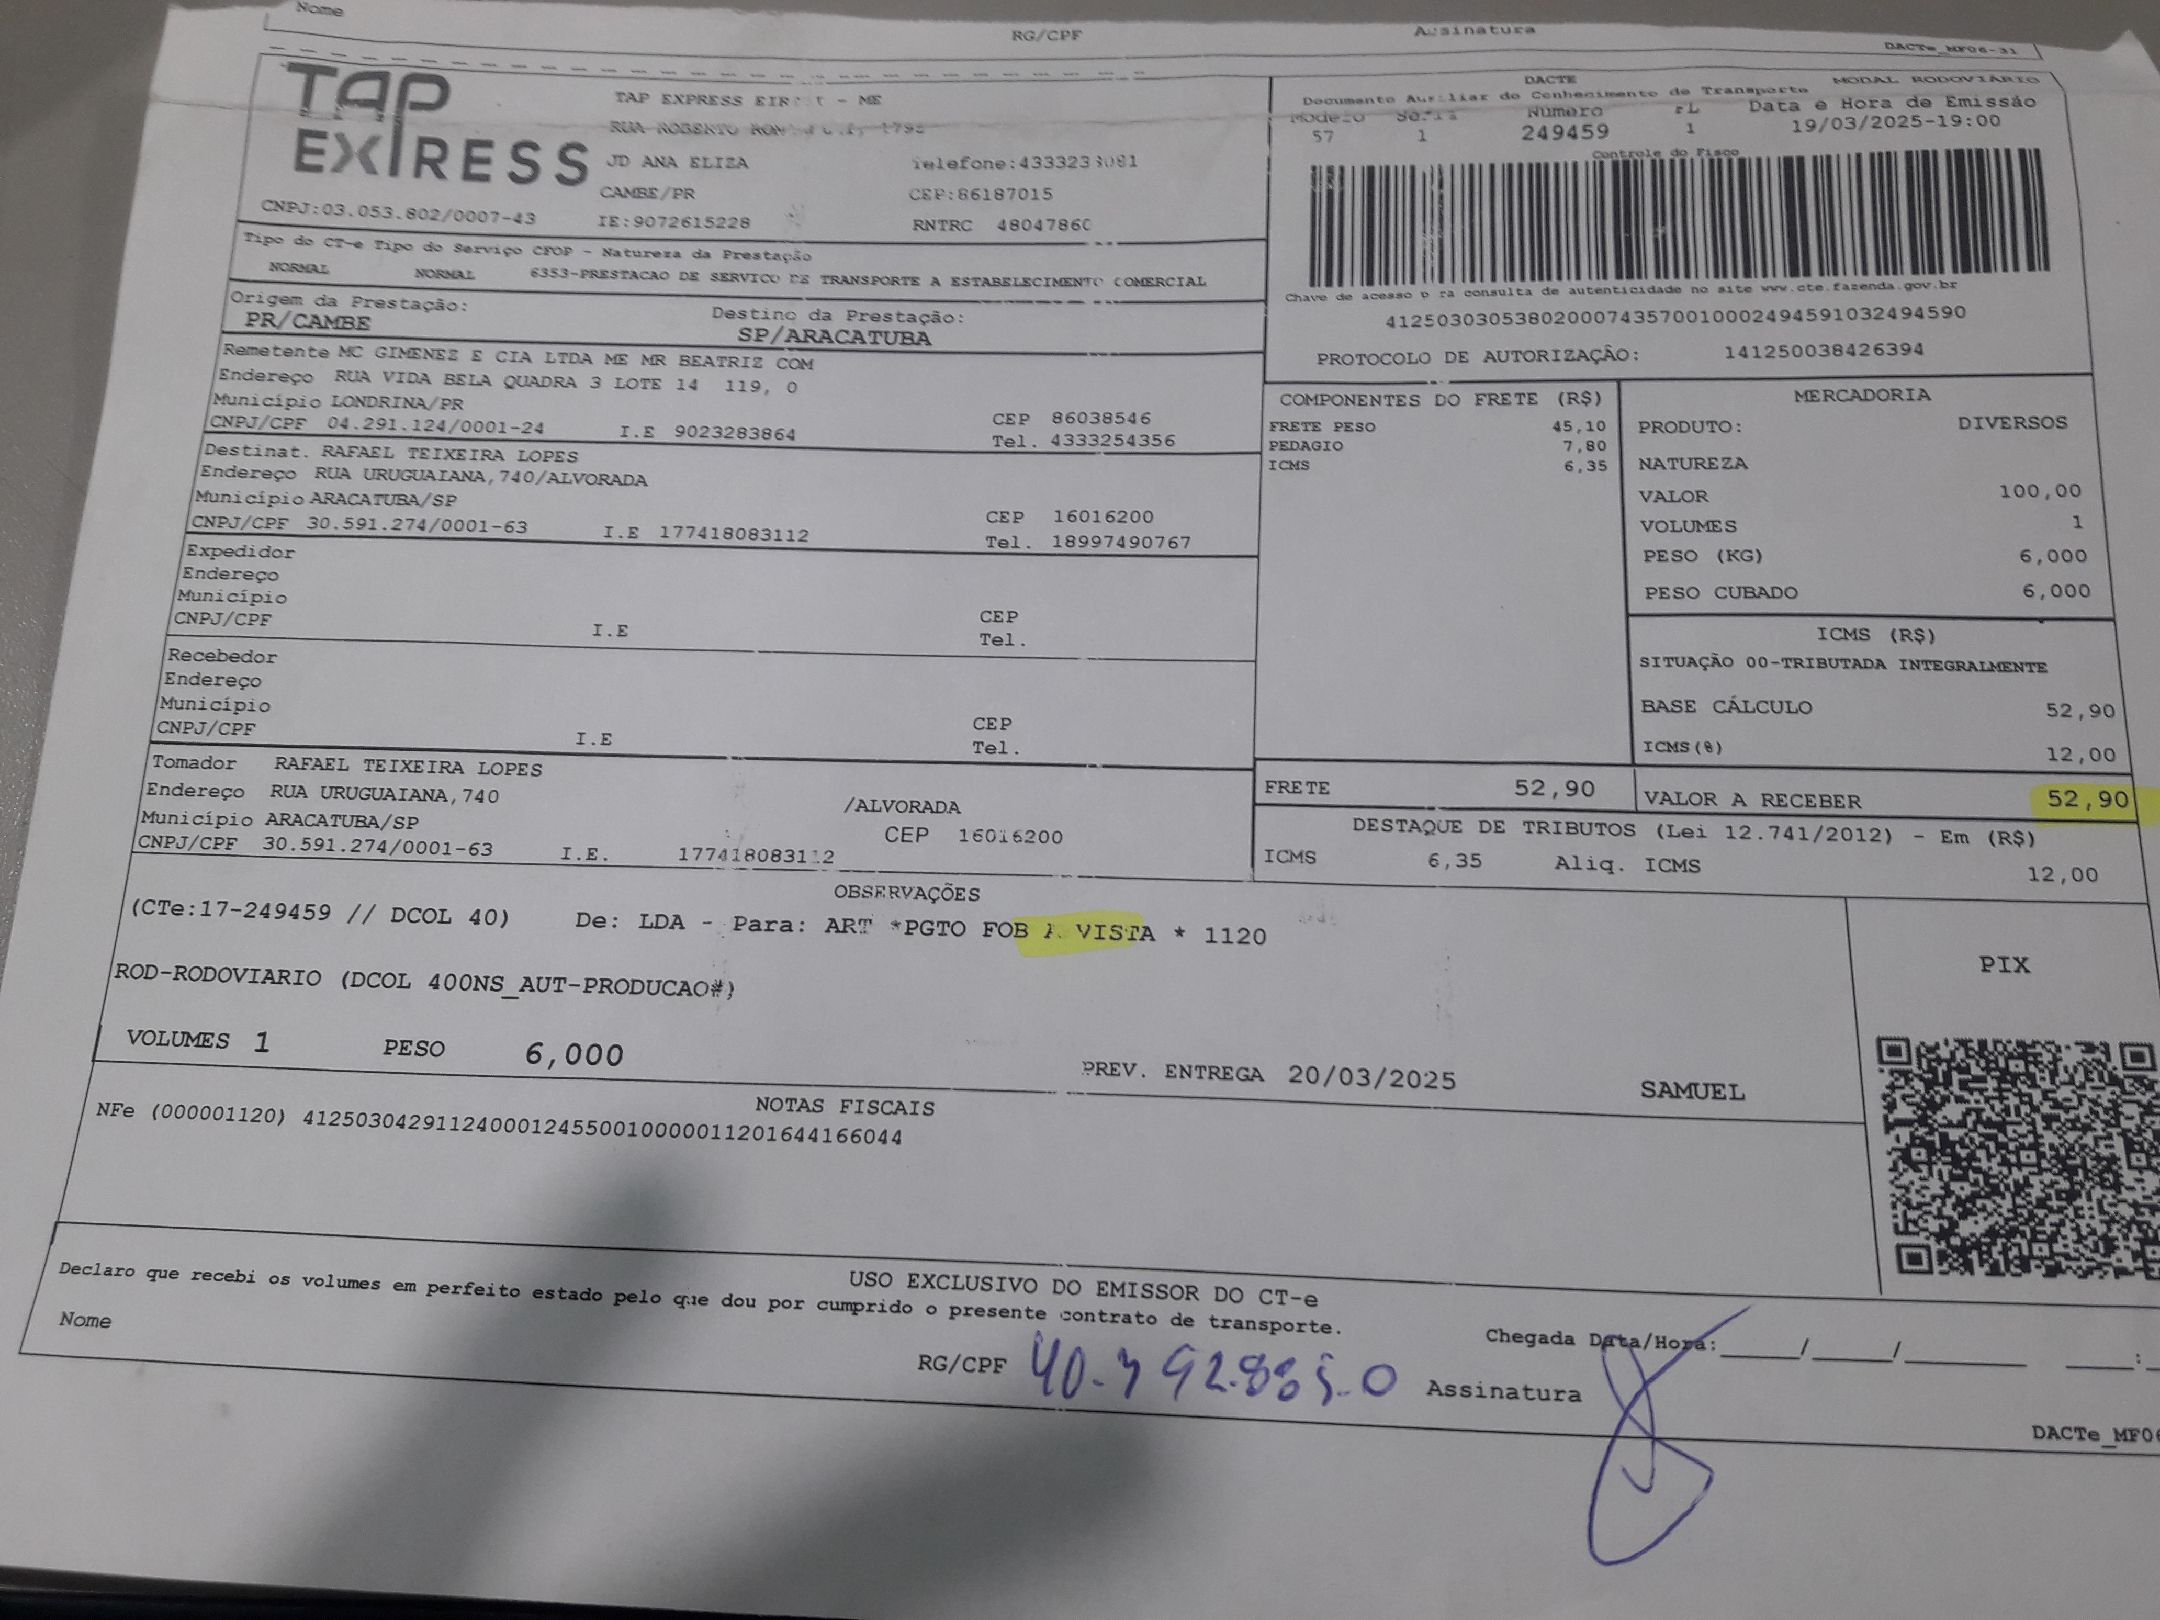 Nome
RG/CPF
Assinatura
DACTe_MF06-31
TAP
EXPRESS
TAP EXPRESS - ME
RUA ROBERTO
JD ANA ELIZA
Telefone:4333233081
CAMBE/PR
CEP:86187015
CNPJ:03.053.802/0007-43
IE:9072615228
RNTRC 48047860
DACTE
MODAL RODOVIARIO
Documento Auxiliar do Conhecimento de Transporte
Modelo Série Número FL Data e Hora de Emissão
57 1 249459 1 19/03/2025-19:00
Controle do Fisco
Chave de acesso p ra consulta de autenticidade no site www.cte.fazenda.gov.br
41250303053802000743570010002494591032494590
PROTOCOLO DE AUTORIZAÇÃO: 141250038426394
Tipo do CT-e Tipo do Serviço CFOP - Natureza da Prestação
NORMAL NORMAL 6353-PRESTACAO DE SERVICO DE TRANSPORTE A ESTABELECIMENTO COMERCIAL
Origem da Prestação:
PR/CAMBE
Destino da Prestação:
SP/ARACATUBA
Remetente MC GIMENEZ E CIA LTDA ME MR BEATRIZ COM
Endereço RUA VIDA BELA QUADRA 3 LOTE 14 119, 0
Município LONDRINA/PR
CEP 86038546
CNPJ/CPF 04.291.124/0001-24 I.E 9023283864
Tel. 4333254356
Destinat. RAFAEL TEIXEIRA LOPES
Endereço RUA URUGUAIANA,740/ALVORADA
Município ARACATUBA/SP
CEP 16016200
CNPJ/CPF 30.591.274/0001-63 I.E 177418083112
Tel. 18997490767
Expedidor
Endereço
Município
CEP
CNPJ/CPF I.E
Tel.
Recebedor
Endereço
Município
CEP
CNPJ/CPF I.E
Tel.
Tomador RAFAEL TEIXEIRA LOPES
Endereço RUA URUGUAIANA,740 /ALVORADA
Município ARACATUBA/SP CEP 16016200
CNPJ/CPF 30.591.274/0001-63 I.E. 177418083112
COMPONENTES DO FRETE (R$)
FRETE PESO 45,10
PEDAGIO 7,80
ICMS 6,35
MERCADORIA
PRODUTO: DIVERSOS
NATUREZA
VALOR 100,00
VOLUMES 1
PESO (KG) 6,000
PESO CUBADO 6,000
ICMS (R$)
SITUAÇÃO 00-TRIBUTADA INTEGRALMENTE
BASE CÁLCULO 52,90
ICMS(%) 12,00
FRETE 52,90
VALOR A RECEBER 52,90
DESTAQUE DE TRIBUTOS (Lei 12.741/2012) - Em (R$)
ICMS 6,35 Aliq. ICMS 12,00
OBSERVAÇÕES
(CTe:17-249459 // DCOL 40) De: LDA - Para: ART *PGTO FOB A VISTA * 1120
ROD-RODOVIARIO (DCOL 400NS_AUT-PRODUCAO#)
VOLUMES 1 PESO 6,000
PREV. ENTREGA 20/03/2025
SAMUEL
PIX
NOTAS FISCAIS
NFe (000001120) 41250304291124000124550010000011201644166044
USO EXCLUSIVO DO EMISSOR DO CT-e
Declaro que recebi os volumes em perfeito estado pelo que dou por cumprido o presente contrato de transporte.
Chegada Data/Hora:____/____/______ ___:
Nome
RG/CPF
Assinatura
DACTe_MF06